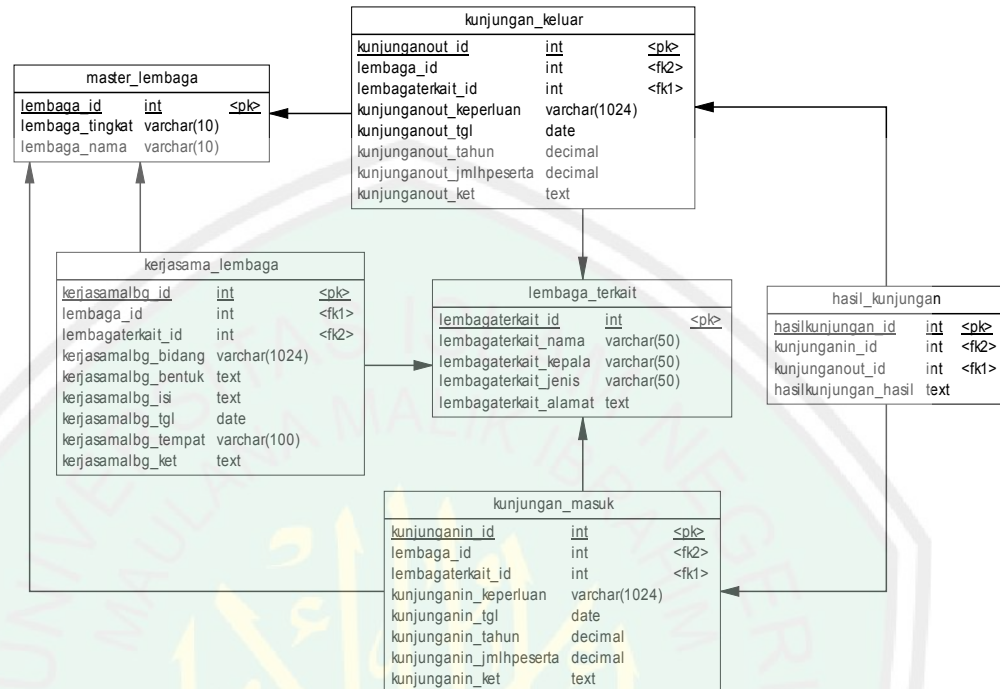 kunjungan_keluar
kunjunganout_id int <pk>
lembaga_id int <fk2>
lembagaterkait_id int <fk1>
kunjunganout_keperluan varchar(1024)
kunjunganout_tgl date
kunjunganout_tahun decimal
kunjunganout_jmlhpeserta decimal
kunjunganout_ket text
master_lembaga
lembaga_id int <pk>
lembaga_tingkat varchar(10)
lembaga_nama varchar(10)
kerjasama_lembaga
kerjasamalbg_id int <pk>
lembaga_id int <fk1>
lembagaterkait_id int <fk2>
kerjasamalbg_bidang varchar(1024)
kerjasamalbg_bentuk text
kerjasamalbg_isi text
kerjasamalbg_tgl date
kerjasamalbg_tempat varchar(100)
kerjasamalbg_ket text
lembaga_terkait
lembagaterkait_id int <pk>
lembagaterkait_nama varchar(50)
lembagaterkait_kepala varchar(50)
lembagaterkait_jenis varchar(50)
lembagaterkait_alamat text
hasil_kunjungan
hasilkunjungan_id int <pk>
kunjunganin_id int <fk2>
kunjunganout_id int <fk1>
hasilkunjungan_hasil text
kunjungan_masuk
kunjunganin_id int <pk>
lembaga_id int <fk2>
lembagaterkait_id int <fk1>
kunjunganin_keperluan varchar(1024)
kunjunganin_tgl date
kunjunganin_tahun decimal
kunjunganin_jmlhpeserta decimal
kunjunganin_ket text
MAULANA MALIK IBRAHIM